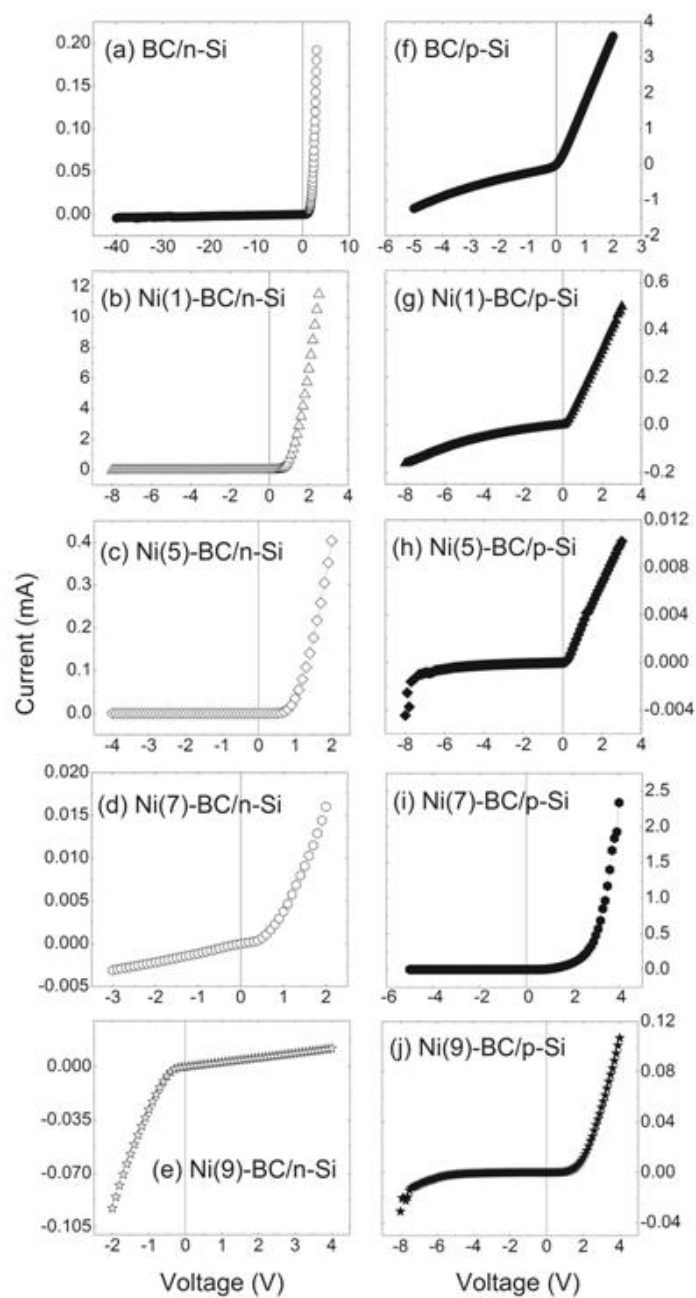 (a) BC/n-Si
0.20
0.15
0.10
0.05
0.00
-40 -30 -20 -10 0 10
(f) BC/p-Si
4
3
2
1
0
-1
-2
-6 -5 -4 -3 -2 -1 0 1 2 3
(b) Ni(1)-BC/n-Si
12
10
8
6
4
2
0
-8 -6 -4 -2 0 2 4
(g) Ni(1)-BC/p-Si
0.6
0.4
0.2
0.0
-0.2
-8 -6 -4 -2 0 2 4
(c) Ni(5)-BC/n-Si
0.4
0.3
0.2
0.1
0.0
-4 -3 -2 -1 0 1 2
(h) Ni(5)-BC/p-Si
0.012
0.008
0.004
0.000
-0.004
-8 -6 -4 -2 0 2 4
Current (mA)
(d) Ni(7)-BC/n-Si
0.020
0.015
0.010
0.005
0.000
-0.005
-3 -2 -1 0 1 2
(i) Ni(7)-BC/p-Si
2.5
2.0
1.5
1.0
0.5
0.0
-6 -4 -2 0 2 4
(e) Ni(9)-BC/n-Si
0.000
-0.035
-0.070
-0.105
-2 -1 0 1 2 3 4
(j) Ni(9)-BC/p-Si
0.12
0.08
0.04
0.00
-0.04
-8 -6 -4 -2 0 2 4
Voltage (V)
Voltage (V)